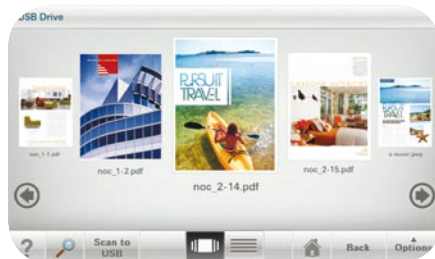 USB Drive
PURSUIT
TRAVEL
noc_1-1.pdf
noc_1-2.pdf
noc_2-14.pdf
noc_2-15.pdf
?
Scan to
USB
Back
Options